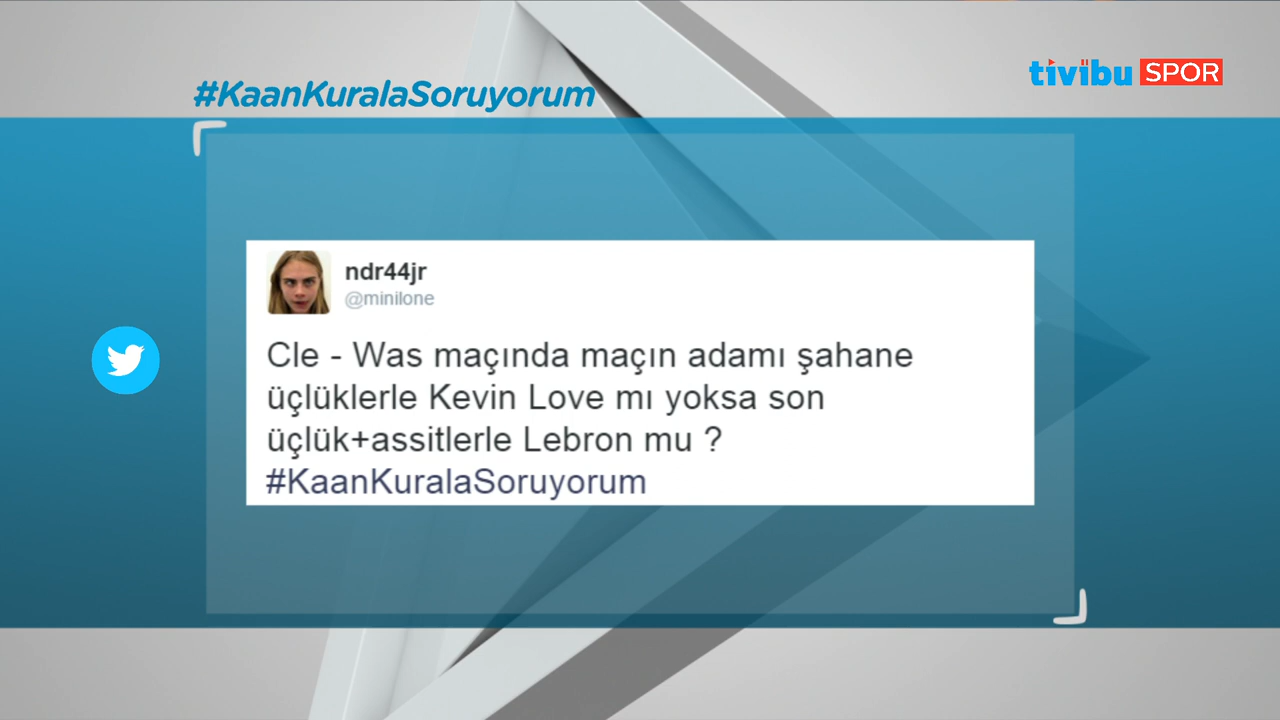 #KaanKuralaSoruyorum
tivibu SPOR
ndr44jr
@minilone
Cle - Was maçında maçın adamı şahane
üçlüklerle Kevin Love mı yoksa son
üçlük+assitlerle Lebron mu ?
#KaanKuralaSoruyorum